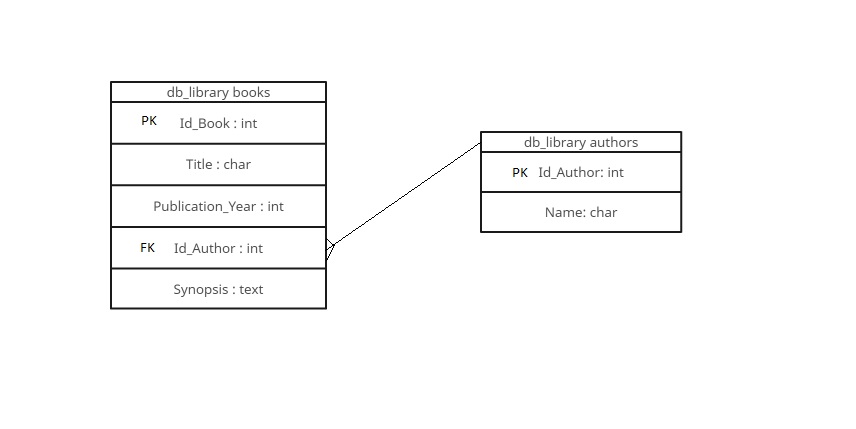 db_library books
PK Id_Book : int
Title : char
Publication_Year : int
FK Id_Author : int
Synopsis : text
db_library authors
PK Id_Author: int
Name: char